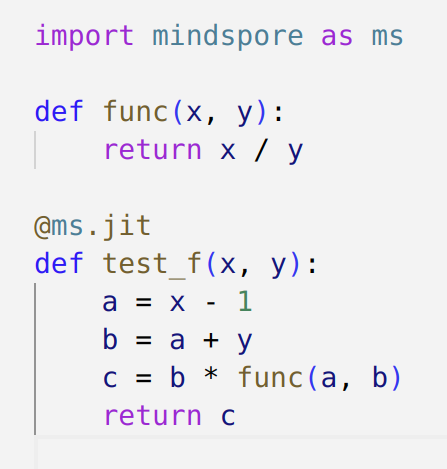 import mindspore as ms

def func(x, y):
    return x / y

@ms.jit
def test_f(x, y):
    a = x - 1
    b = a + y
    c = b * func(a, b)
    return c